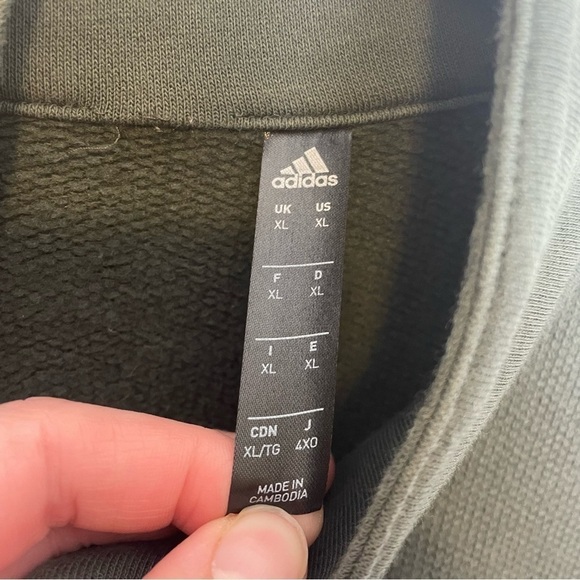 adidas
UK US
XL XL
F D
XL XL
I E
XL XL
CDN J
XL/TG 4XO
MADE IN
CAMBODIA